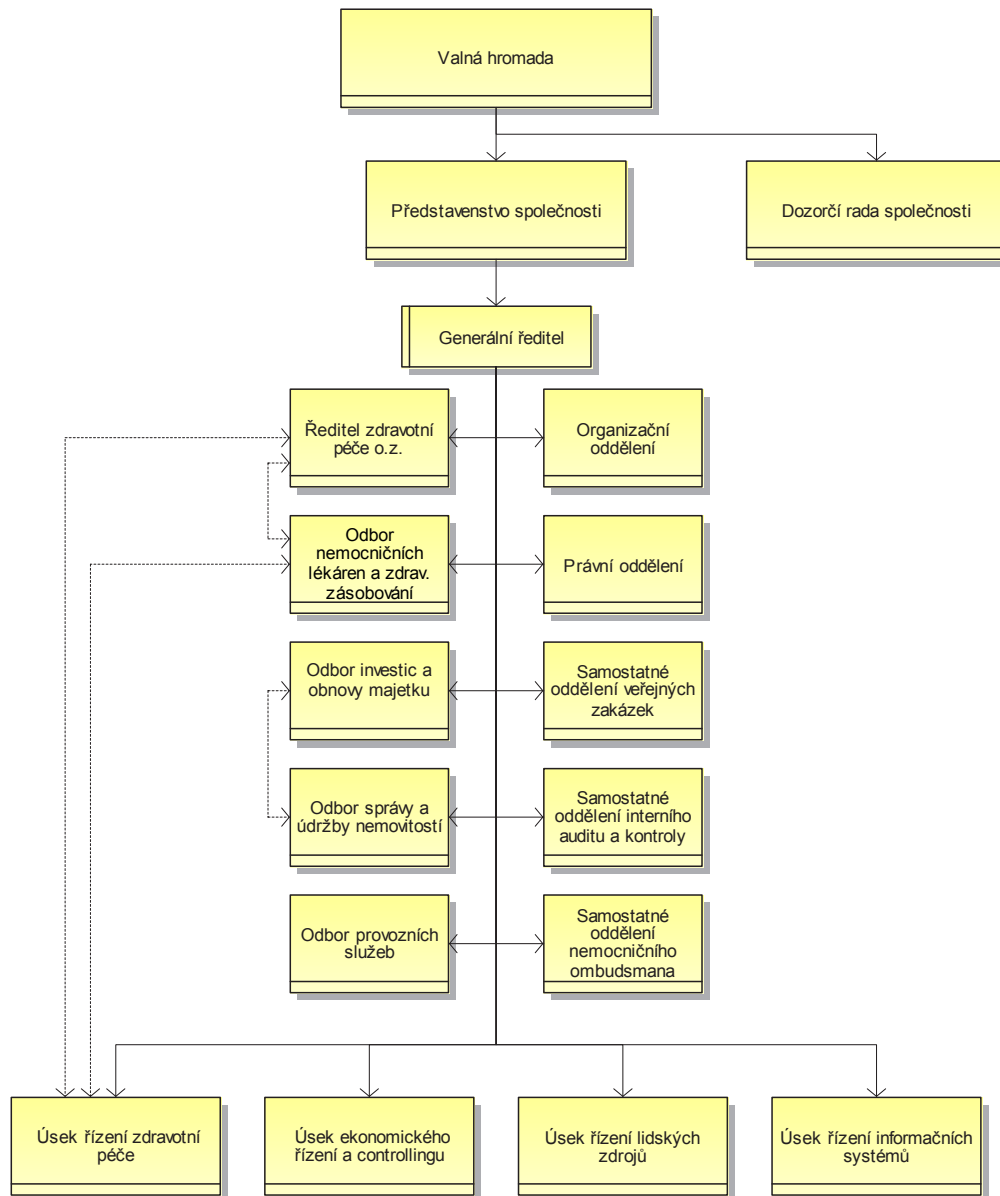 Valná hromada
Představenstvo společnosti
Dozorčí rada společnosti
Generální ředitel
Ředitel zdravotní
péče o.z.
Organizační
oddělení
Odbor
nemocničních
lékáren a zdrav.
zásobování
Právní oddělení
Odbor investic a
obnovy majetku
Samostatné
oddělení veřejných
zakázek
Odbor správy a
údržby nemovitostí
Samostatné
oddělení interního
auditu a kontroly
Odbor provozních
služeb
Samostatné
oddělení
nemocničního
ombudsmana
Úsek řízení zdravotní
péče
Úsek ekonomického
řízení a controllingu
Úsek řízení lidských
zdrojů
Úsek řízení informačních
systémů